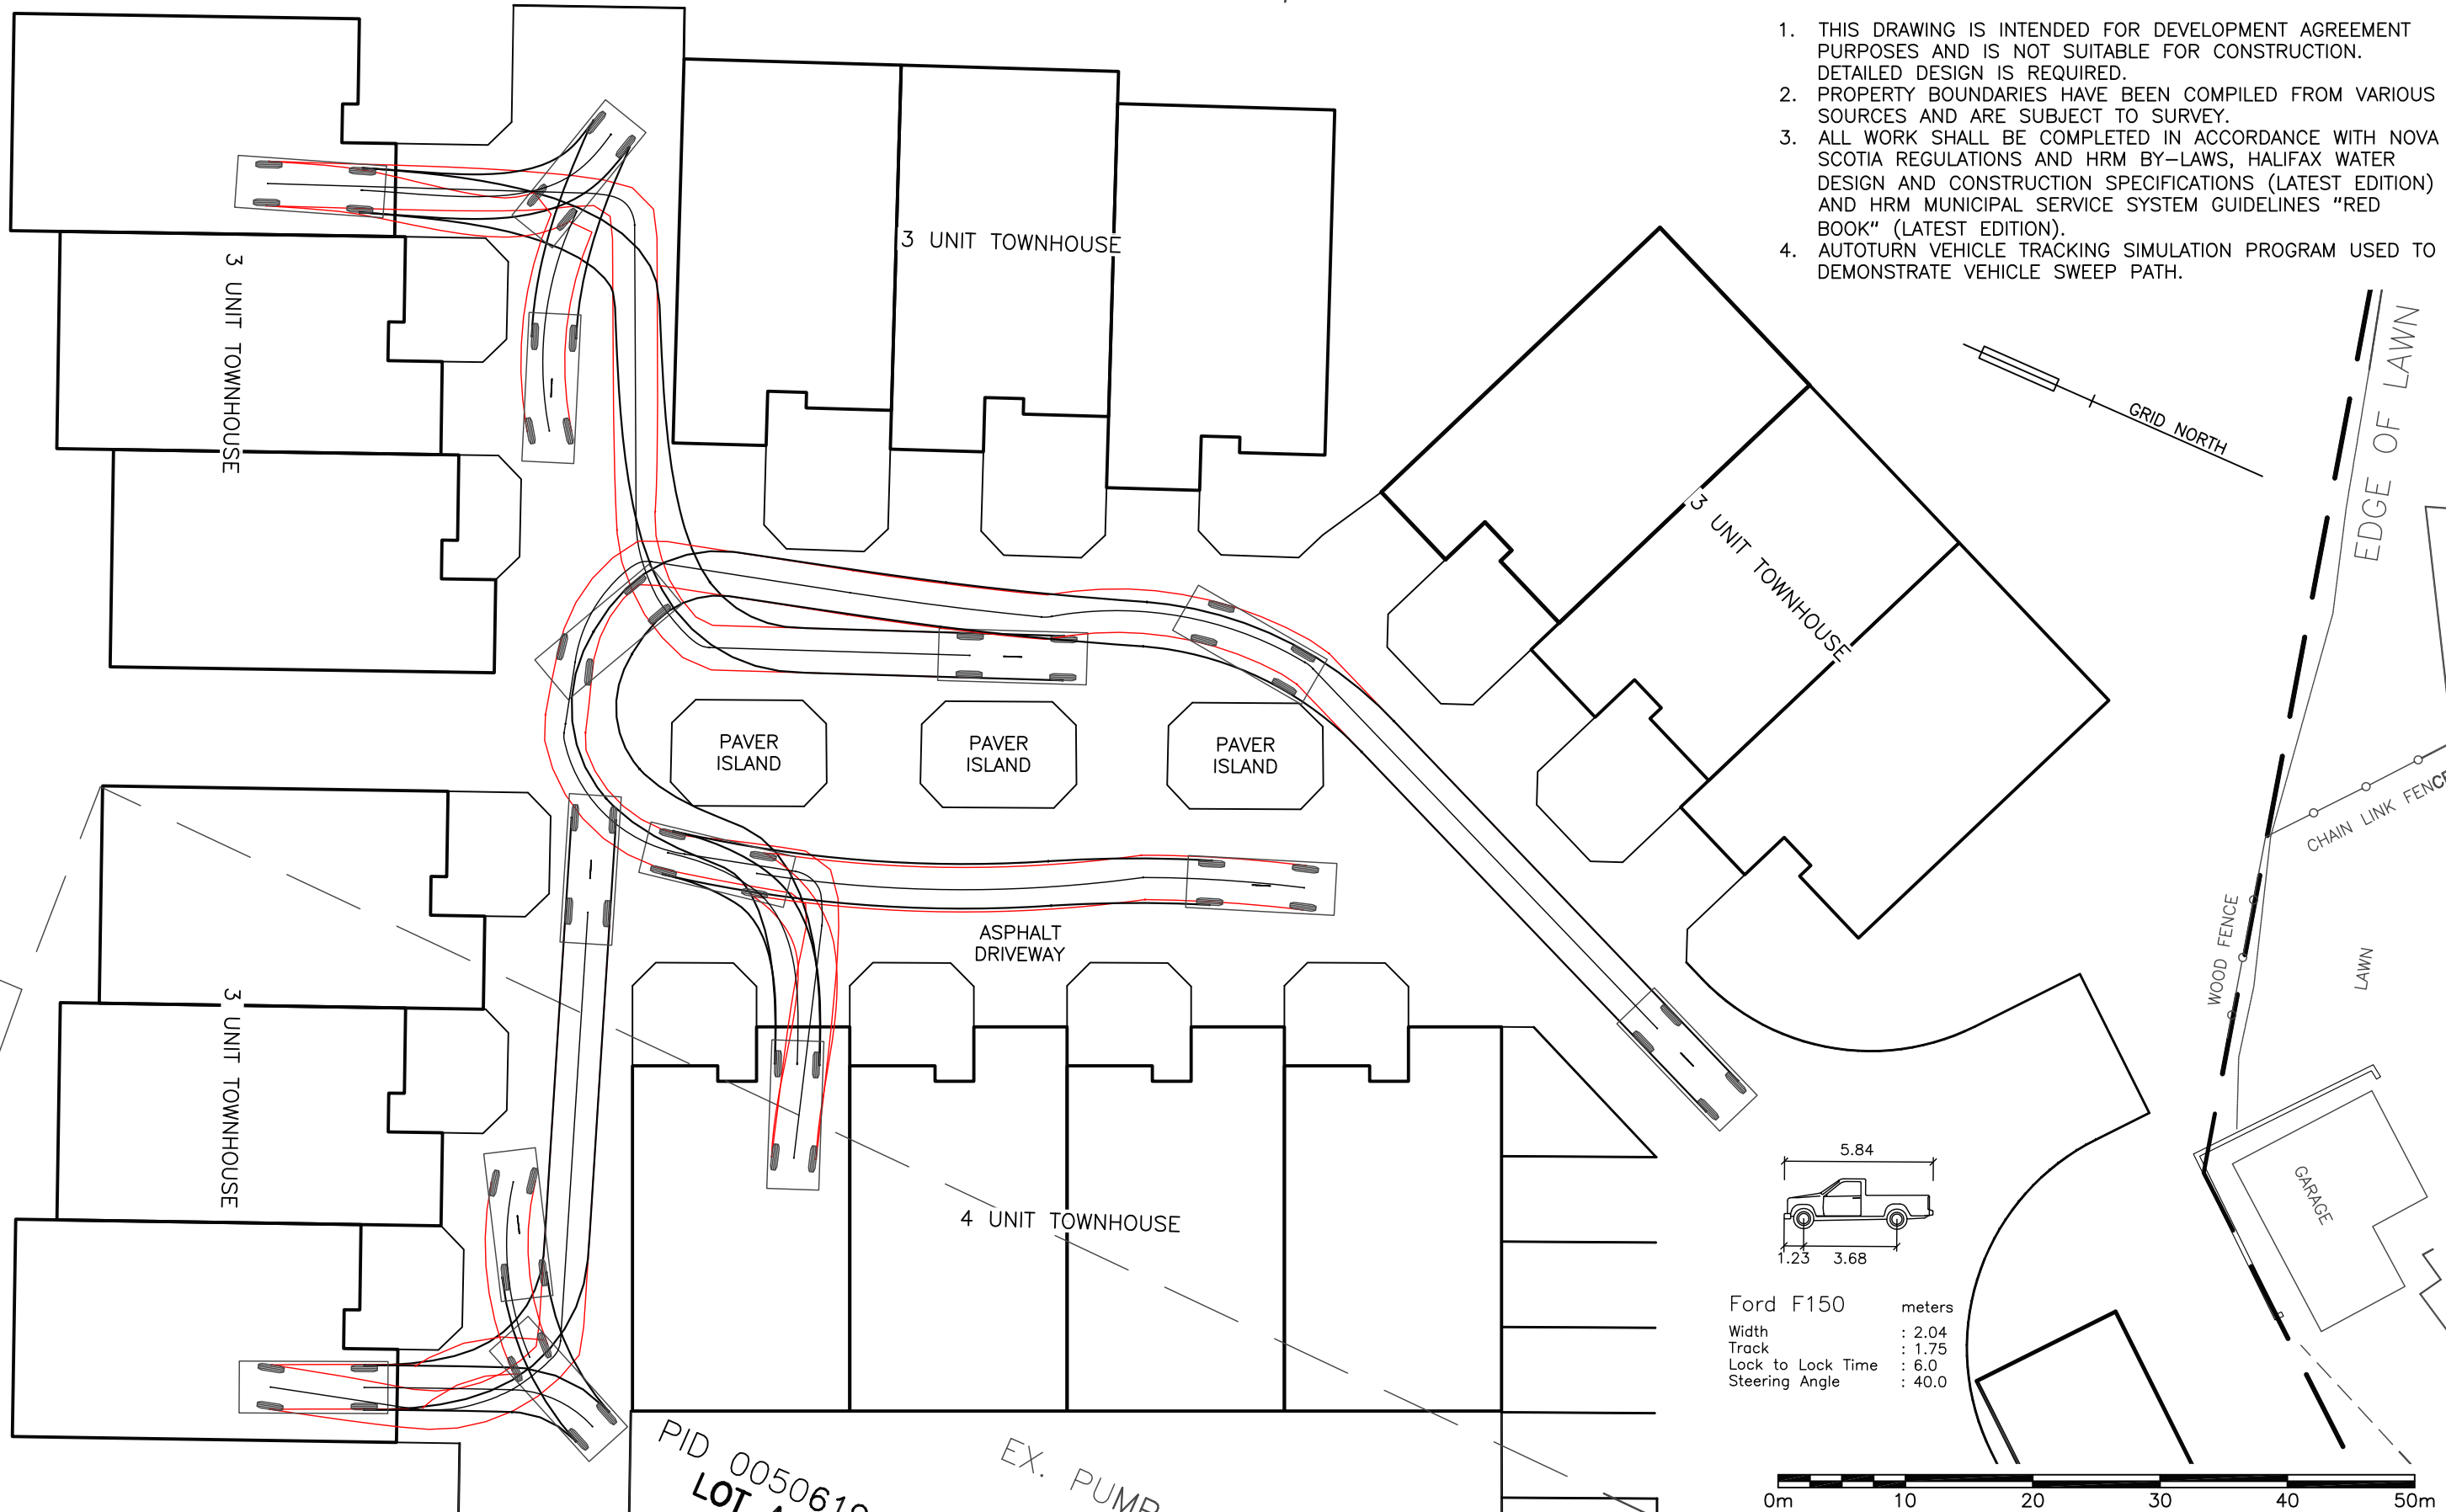 1. THIS DRAWING IS INTENDED FOR DEVELOPMENT AGREEMENT
PURPOSES AND IS NOT SUITABLE FOR CONSTRUCTION.
DETAILED DESIGN IS REQUIRED.
2. PROPERTY BOUNDARIES HAVE BEEN COMPILED FROM VARIOUS
SOURCES AND ARE SUBJECT TO SURVEY.
3. ALL WORK SHALL BE COMPLETED IN ACCORDANCE WITH NOVA
SCOTIA REGULATIONS AND HRM BY-LAWS, HALIFAX WATER
DESIGN AND CONSTRUCTION SPECIFICATIONS (LATEST EDITION)
AND HRM MUNICIPAL SERVICE SYSTEM GUIDELINES "RED
BOOK" (LATEST EDITION).
4. AUTOTURN VEHICLE TRACKING SIMULATION PROGRAM USED TO
DEMONSTRATE VEHICLE SWEEP PATH.
3 UNIT TOWNHOUSE
3 UNIT TOWNHOUSE
3 UNIT TOWNHOUSE
GRID NORTH
EDGE OF LAWN
PAVER
ISLAND
PAVER
ISLAND
PAVER
ISLAND
CHAIN LINK FENCE
WOOD FENCE
LAWN
ASPHALT
DRIVEWAY
3 UNIT TOWNHOUSE
4 UNIT TOWNHOUSE
GARAGE
5.84
1.23 3.68
Ford F150 meters
Width : 2.04
Track : 1.75
Lock to Lock Time : 6.0
Steering Angle : 40.0
PID 0050619
LOT
EX. PUMP
0m 10 20 30 40 50m